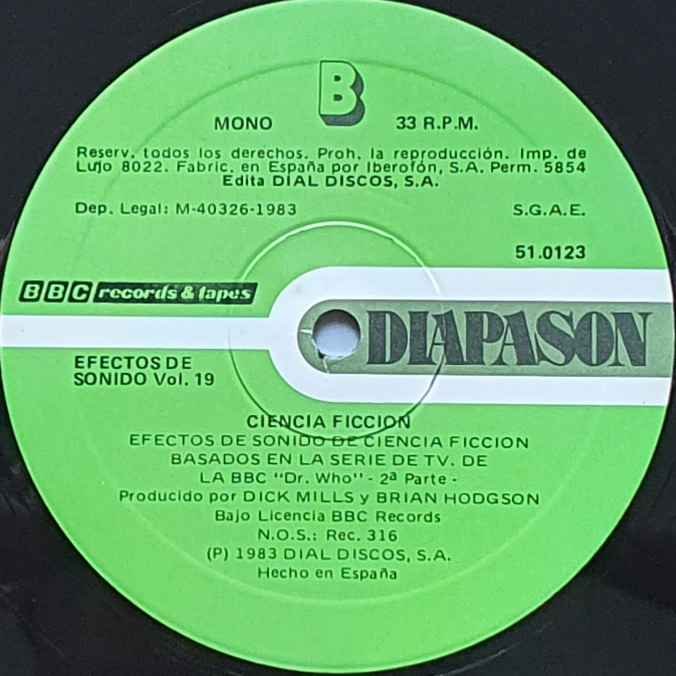 B
MONO 33 R.P.M.
Reserv. todos los derechos. Proh. la reproducción. Imp. de
Lujo 8022. Fabric. en España por Iberofón, S.A. Perm. 5854
Edita DIAL DISCOS, S.A.
Dep. Legal: M-40326-1983 S.G.A.E.
51.0123
BBC records & tapes
DIAPASON
EFECTOS DE
SONIDO Vol. 19
CIENCIA FICCION
EFECTOS DE SONIDO DE CIENCIA FICCION
BASADOS EN LA SERIE DE TV. DE
LA BBC "Dr. Who" - 2ª Parte -
Producido por DICK MILLS y BRIAN HODGSON
Bajo Licencia BBC Records
N.O.S.: Rec. 316
(P) 1983 DIAL DISCOS, S.A.
Hecho en España